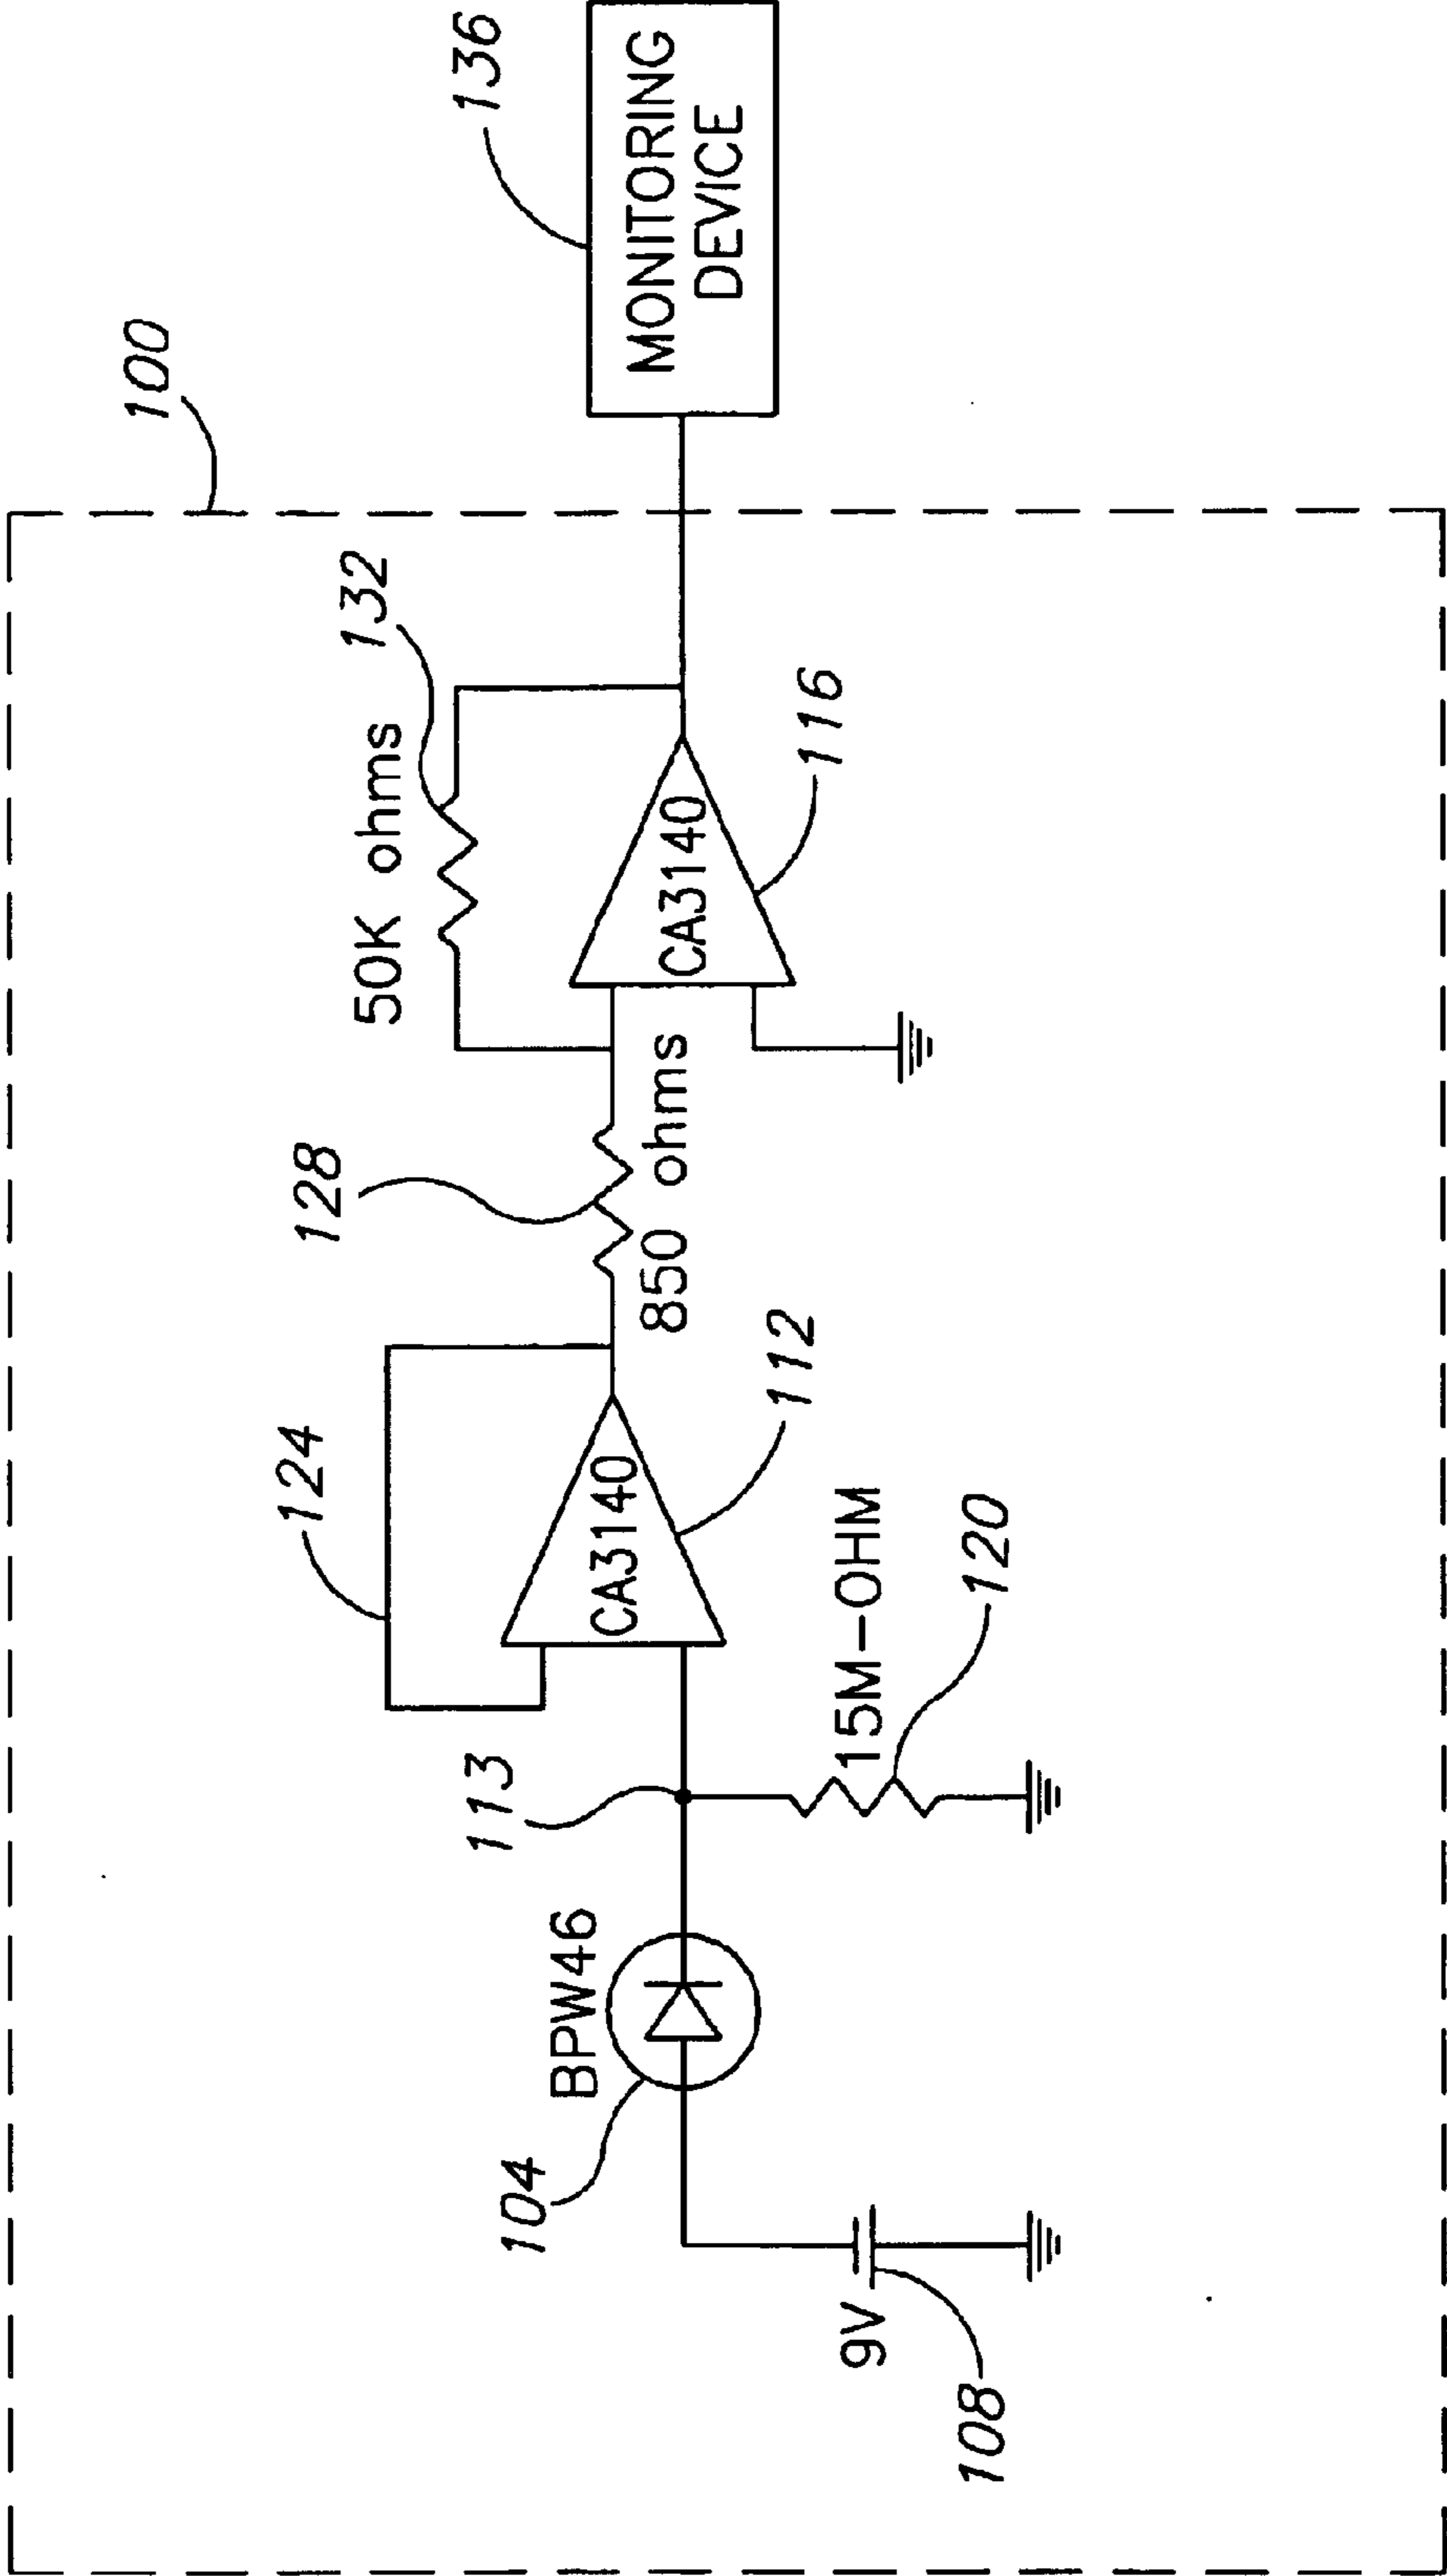 100
136
MONITORING
DEVICE
132
50K ohms
CA3140
116
128
850 ohms
124
CA3140
112
113
15M-OHM
120
BPW46
104
9V
108